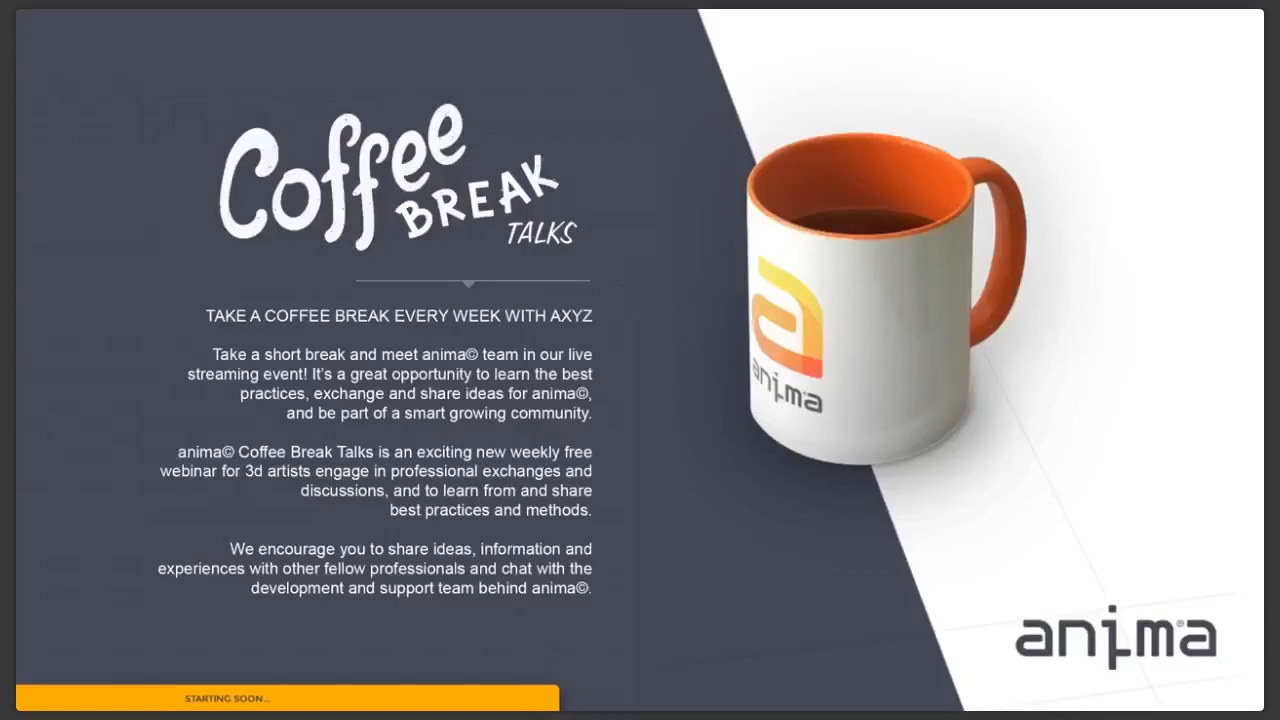 Coffee
BREAK
TALKS
TAKE A COFFEE BREAK EVERY WEEK WITH AXYZ
Take a short break and meet anima© team in our live
streaming event! It's a great opportunity to learn the best
practices, exchange and share ideas for anima©,
and be part of a smart growing community.
anima© Coffee Break Talks is an exciting new weekly free
webinar for 3d artists engage in professional exchanges and
discussions, and to learn from and share
best practices and methods.
We encourage you to share ideas, information and
experiences with other fellow professionals and chat with the
development and support team behind anima©.
a
anima
anima®
STARTING SOON...